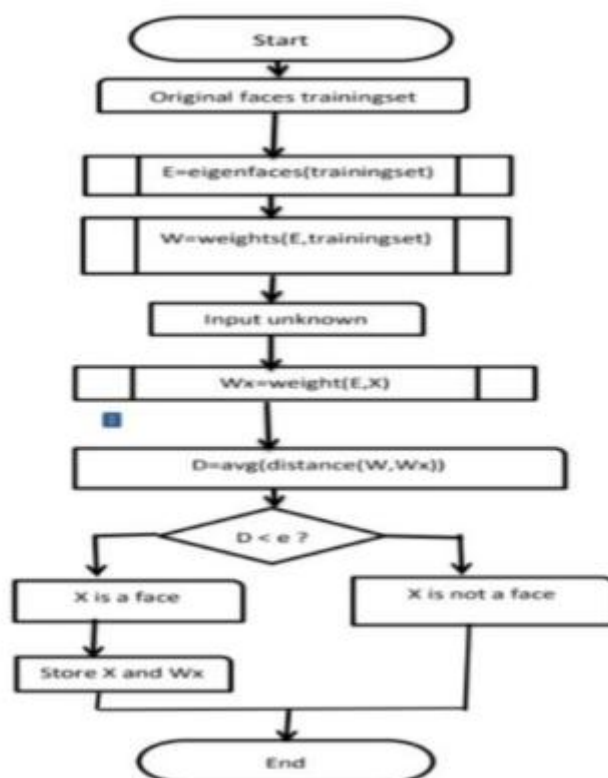 Start
Original faces trainingset
E=eigenfaces(trainingset)
W=weights(E,trainingset)
Input unknown
Wx=weight(E,X)
D=avg(distance(W,Wx))
D < e ?
X is a face
X is not a face
Store X and Wx
End